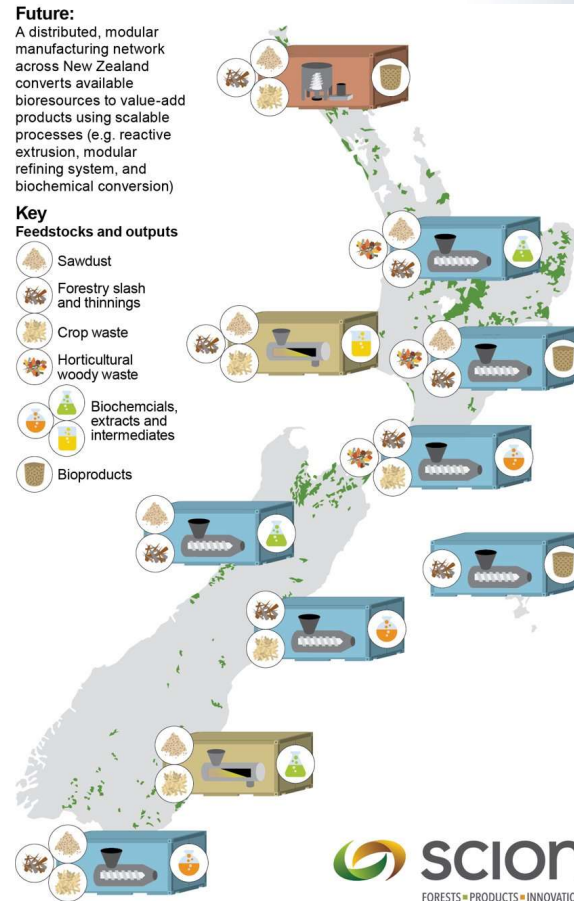 Future:
A distributed, modular
manufacturing network
across New Zealand
converts available
bioresources to value-add
products using scalable
processes (e.g. reactive
extrusion, modular
refining system, and
biochemical conversion)
Key
Feedstocks and outputs
Sawdust
Forestry slash
and thinnings
Crop waste
Horticultural
woody waste
Biochemcials,
extracts and
intermediates
Bioproducts
scion
FORESTS ▪ PRODUCTS ▪ INNOVATIO